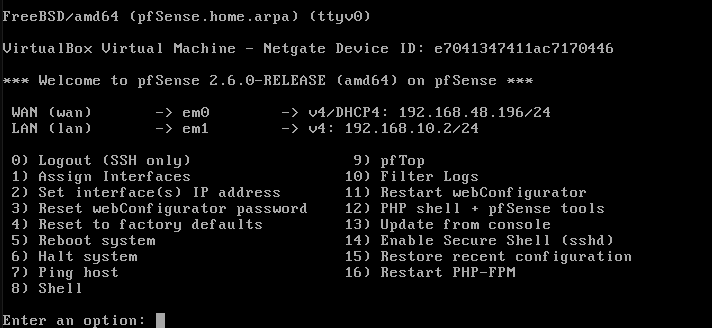 FreeBSD/amd64 (pfSense.home.arpa) (ttyv0)
VirtualBox Virtual Machine - Netgate Device ID: e7041347411ac7170446
*** Welcome to pfSense 2.6.0-RELEASE (amd64) on pfSense ***
WAN (wan) -> em0 -> v4/DHCP4: 192.168.48.196/24
LAN (lan) -> em1 -> v4: 192.168.10.2/24
0) Logout (SSH only) 9) pfTop
1) Assign Interfaces 10) Filter Logs
2) Set interface(s) IP address 11) Restart webConfigurator
3) Reset webConfigurator password 12) PHP shell + pfSense tools
4) Reset to factory defaults 13) Update from console
5) Reboot system 14) Enable Secure Shell (sshd)
6) Halt system 15) Restore recent configuration
7) Ping host 16) Restart PHP-FPM
8) Shell
Enter an option: